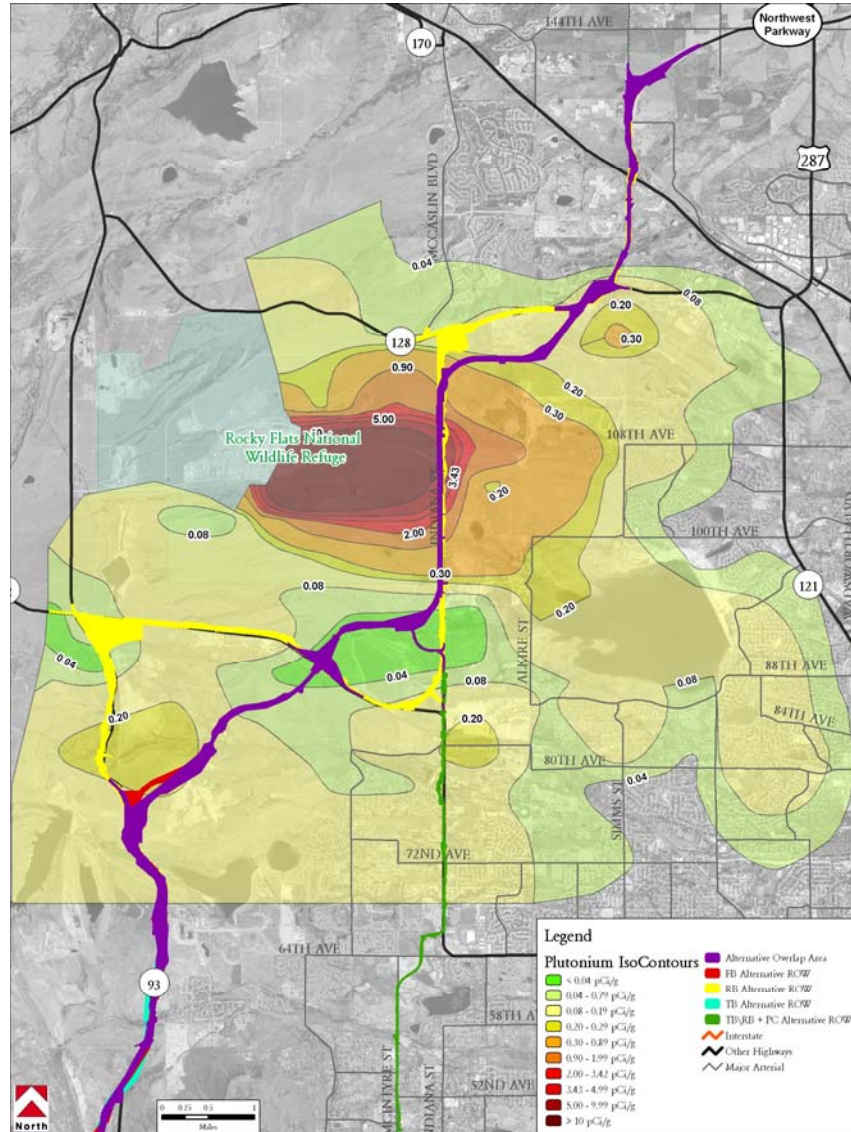 144TH AVE
Northwest
Parkway
170
287
MCCASLIN BLVD
0.04
0.08
0.20
0.30
128
0.90
0.20
0.30
5.00
Rocky Flats National
Wildlife Refuge
108TH AVE
3.43
0.20
INDIANA ST
100TH AVE
2.00
0.08
0.30
0.08
121
0.20
ALKIRE ST
0.04
88TH AVE
0.04
0.08
0.08
84TH AVE
0.20
0.20
80TH AVE
0.04
SIMMS ST
72ND AVE
64TH AVE
93
58TH AV
52ND AVE
MCINTYRE ST
INDIANA ST
Legend
Plutonium IsoContours
< 0.04 pCi/g
0.04 - 0.79 pCi/g
0.08 - 0.19 pCi/g
0.20 - 0.29 pCi/g
0.30 - 0.89 pCi/g
0.90 - 1.99 pCi/g
2.00 - 3.42 pCi/g
3.43 - 4.99 pCi/g
5.00 - 9.99 pCi/g
> 10 pCi/g
Alternative Overlap Area
FB Alternative ROW
RB Alternative ROW
TB Alternative ROW
TB\RB + PC Alternative ROW
Interstate
Other Highways
Major Arterial
North
0 0.25 0.5 1
Miles